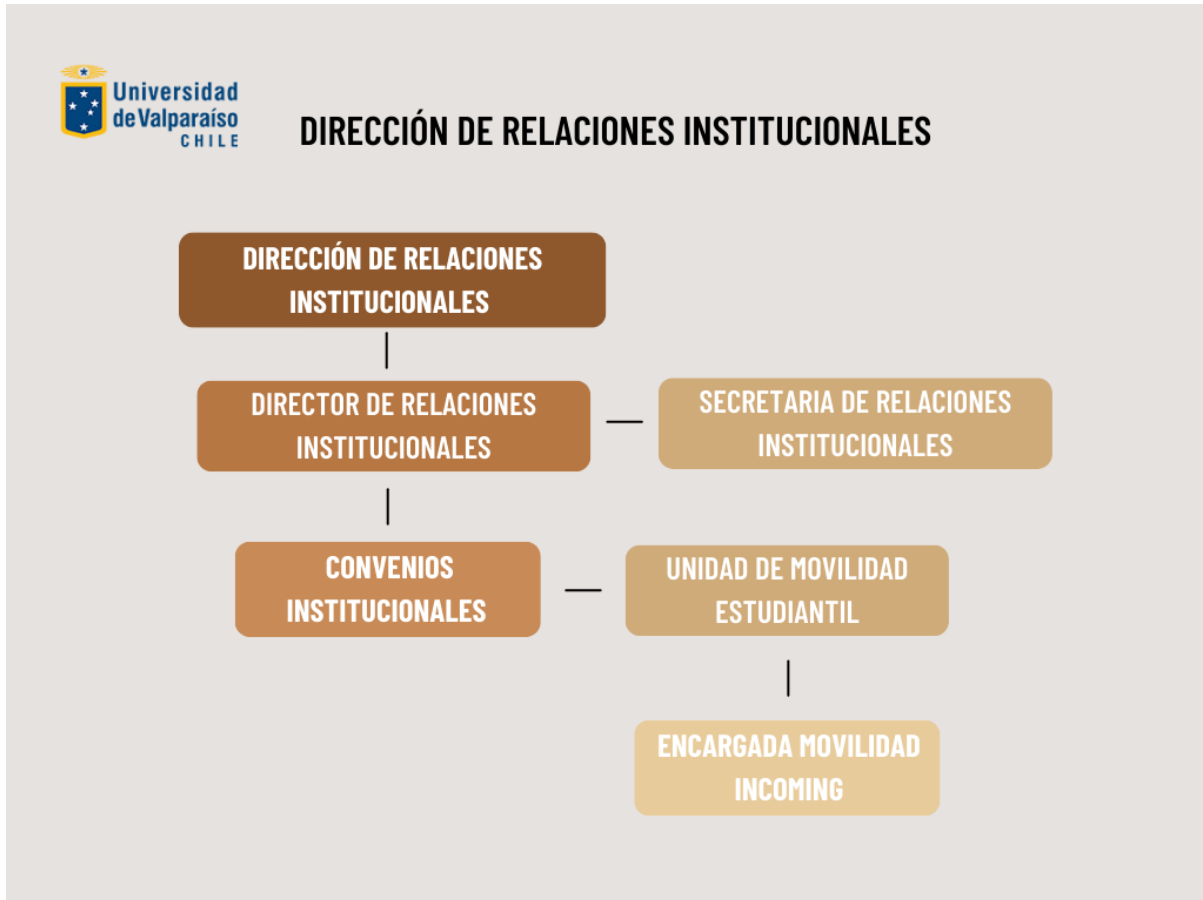 Universidad
de Valparaíso
CHILE
DIRECCIÓN DE RELACIONES INSTITUCIONALES
DIRECCIÓN DE RELACIONES
INSTITUCIONALES
DIRECTOR DE RELACIONES
INSTITUCIONALES
SECRETARIA DE RELACIONES
INSTITUCIONALES
CONVENIOS
INSTITUCIONALES
UNIDAD DE MOVILIDAD
ESTUDIANTIL
ENCARGADA MOVILIDAD
INCOMING